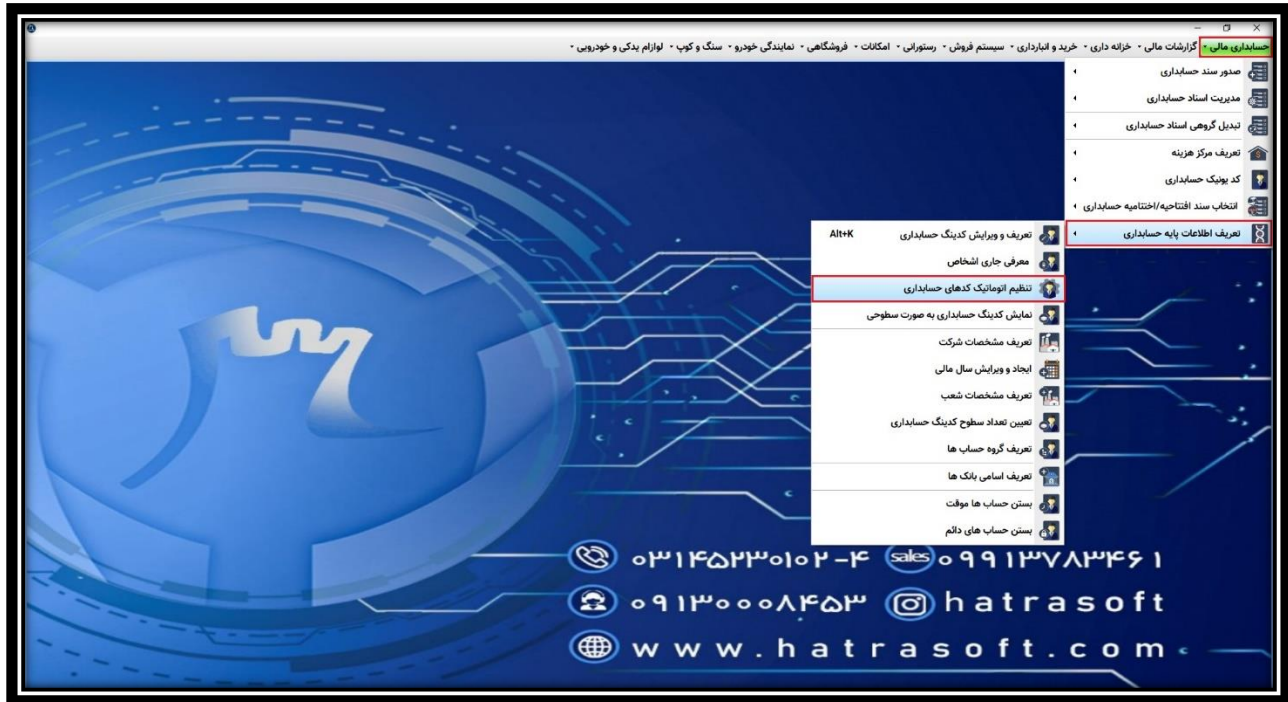 حسابداری مالی گزارشات مالی خزانه داری خرید و انبارداری سیستم فروش رستورانی امکانات فروشگاهی نمایندگی خودرو سنگ و کوپ لوازم یدکی و خودرویی
صدور سند حسابداری
مدیریت اسناد حسابداری
تبدیل گروهی اسناد حسابداری
تعریف مرکز هزینه
کد یونیک حسابداری
انتخاب سند افتتاحیه/اختتامیه حسابداری
تعریف اطلاعات پایه حسابداری
تعریف و ویرایش کدینگ حسابداری Alt+K
معرفی جاری اشخاص
تنظیم اتوماتیک کدهای حسابداری
نمایش کدینگ حسابداری به صورت سطوحی
تعریف مشخصات شرکت
ایجاد و ویرایش سال مالی
تعریف مشخصات شعب
تعیین تعداد سطوح کدینگ حسابداری
تعریف گروه حساب ها
تعریف اسامی بانک ها
بستن حساب ها موقت
بستن حساب های دائم
۰۳۱۴۵۲۳۰۱۰۲-۴ sales ۰۹۹۱۳۷۸۳۴۶۱
۰۹۱۳۰۰۰۸۴۵۳ hatrasoft
www.hatrasoft.com